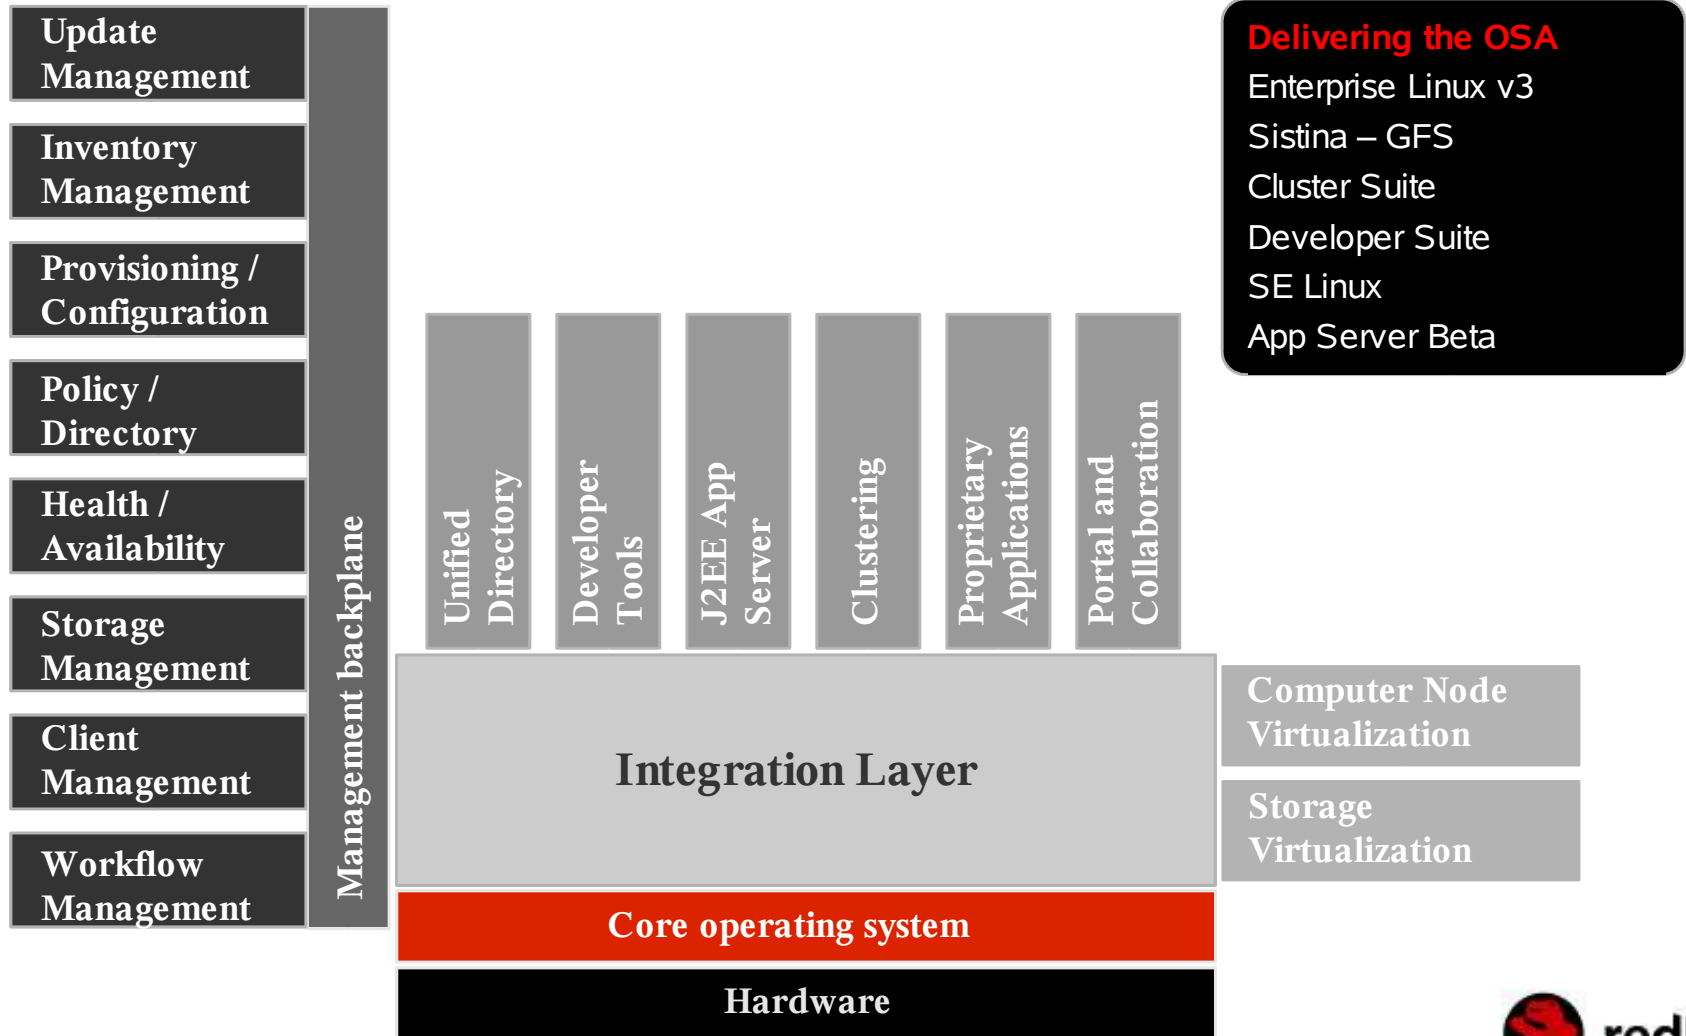 Update
Management
Inventory
Management
Provisioning /
Configuration
Policy /
Directory
Health /
Availability
Storage
Management
Client
Management
Workflow
Management
Management backplane
Unified
Directory
Developer
Tools
J2EE App
Server
Clustering
Proprietary
Applications
Portal and
Collaboration
Integration Layer
Core operating system
Hardware
Delivering the OSA
Enterprise Linux v3
Sistina – GFS
Cluster Suite
Developer Suite
SE Linux
App Server Beta
Computer Node
Virtualization
Storage
Virtualization